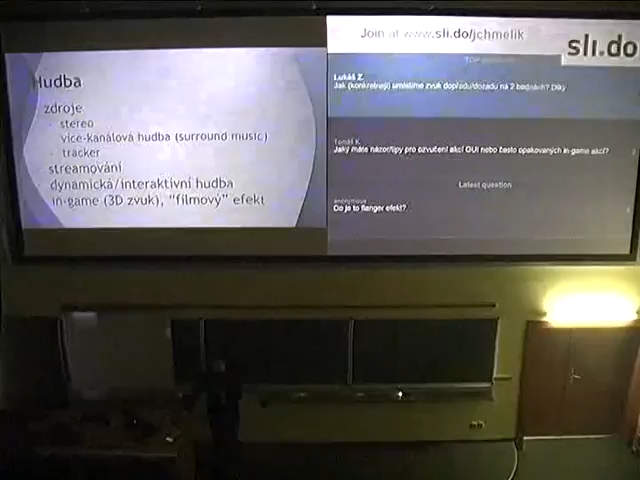 Hudba
zdroje
stereo
více-kanálová hudba (surround music)
tracker
streamování
dynamická/interaktivní hudba
in-game (3D zvuk), "filmový" efekt
Join at www.sli.do/jchmelik
sli.do
Lukáš Z.
Jak (konkrétněji) umístíme zvuk dopředu/dozadu na 2 bednách? Díky
Tomáš K.
Jaký máte názor/tipy pro ozvučení akcí GUI nebo často opakovaných in-game akcí?
Latest question
anonymous
Co je to flanger efekt?